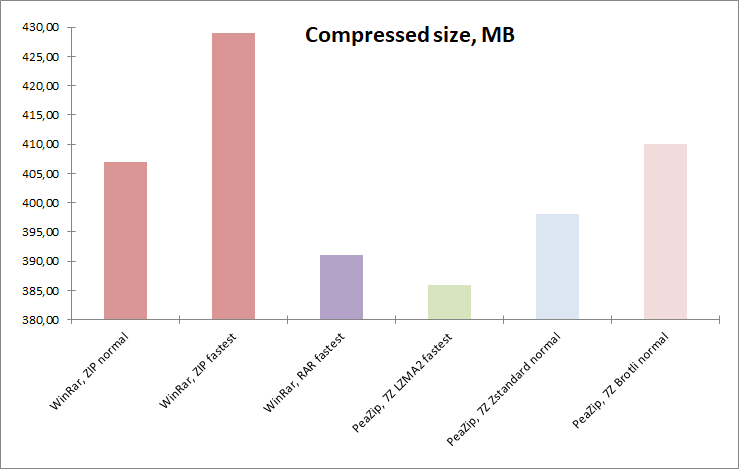 Compressed size, MB
430,00
425,00
420,00
415,00
410,00
405,00
400,00
395,00
390,00
385,00
380,00
WinRar, ZIP normal
WinRar, ZIP fastest
WinRar, RAR fastest
PeaZip, 7Z LZMA2 fastest
PeaZip, 7Z Zstandard normal
PeaZip, 7Z Brotli normal